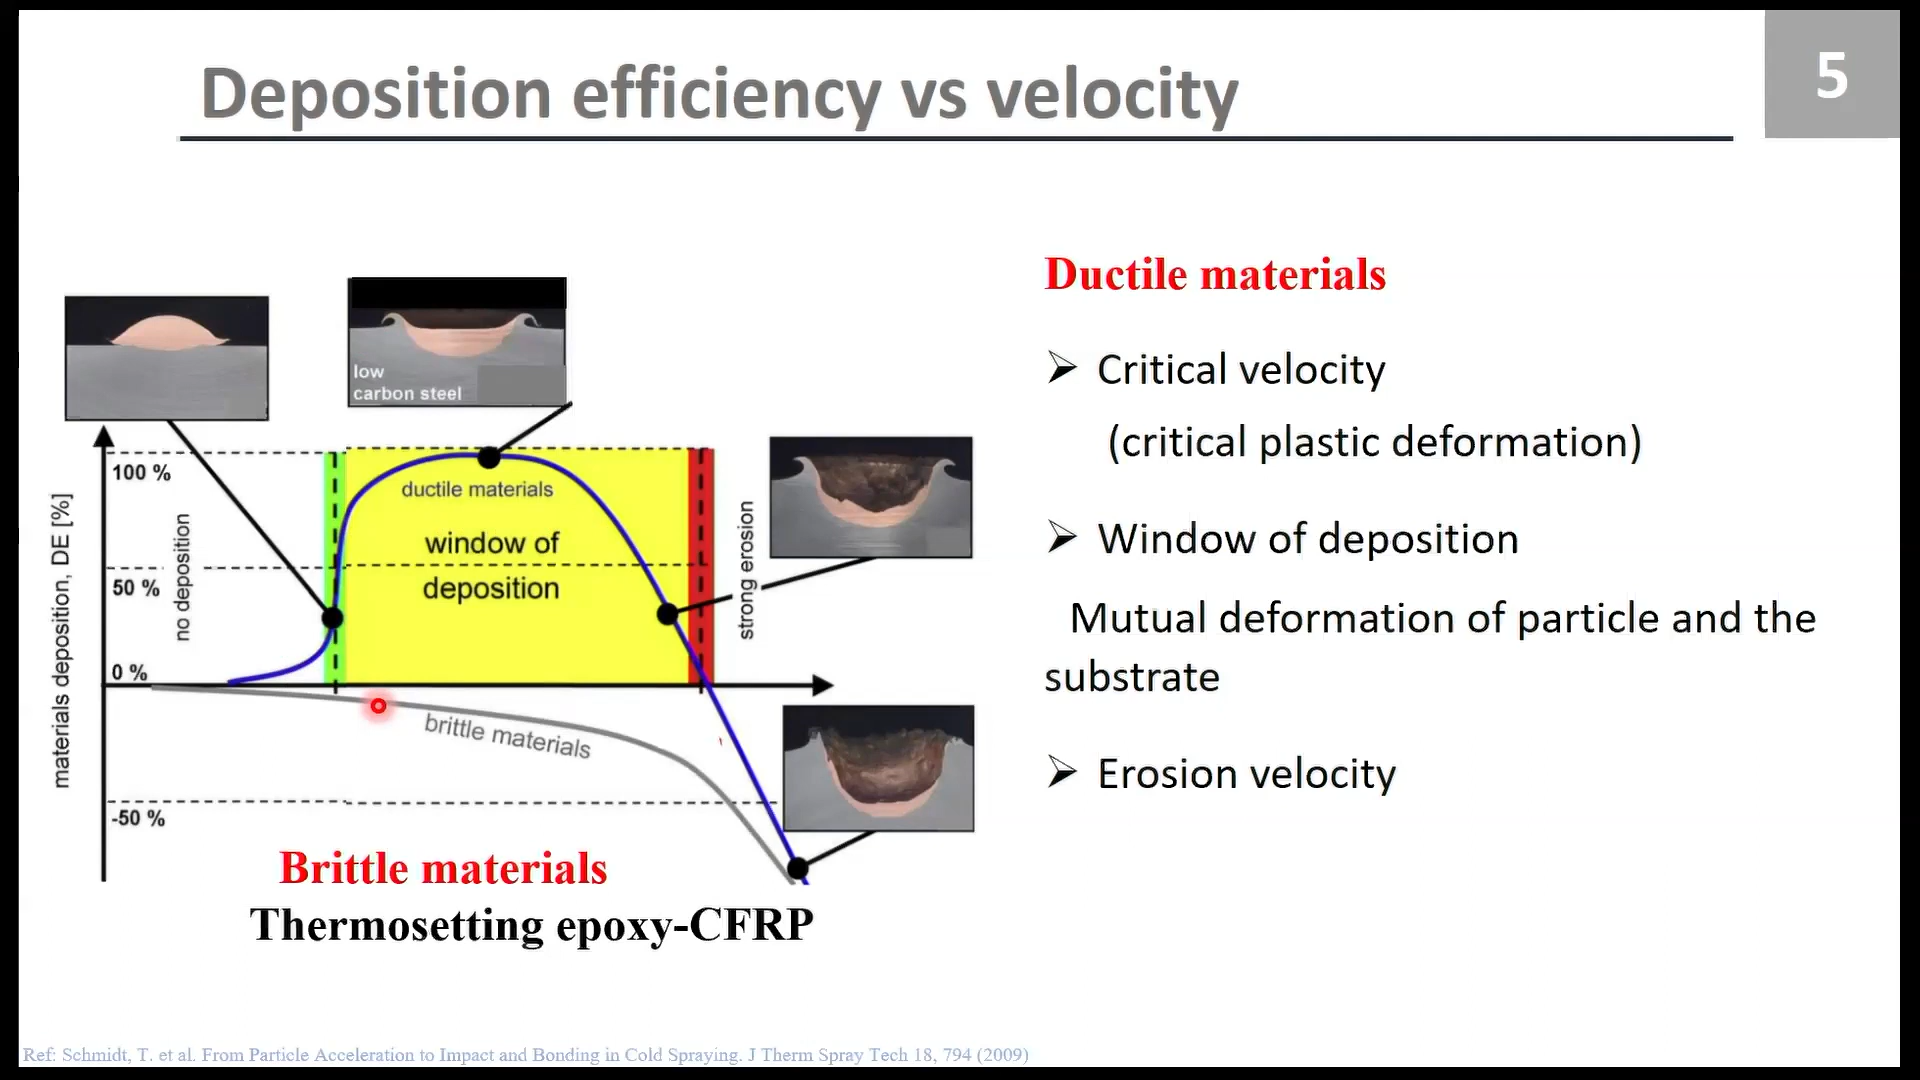 Deposition efficiency vs velocity
5
low
carbon steel
100 %
50 %
0 %
-50 %
materials deposition, DE [%]
no deposition
ductile materials
window of
deposition
strong erosion
brittle materials
Brittle materials
Thermosetting epoxy-CFRP
Ductile materials
➢ Critical velocity
(critical plastic deformation)
➢ Window of deposition
Mutual deformation of particle and the
substrate
➢ Erosion velocity
Ref: Schmidt, T. et al. From Particle Acceleration to Impact and Bonding in Cold Spraying. J Therm Spray Tech 18, 794 (2009)